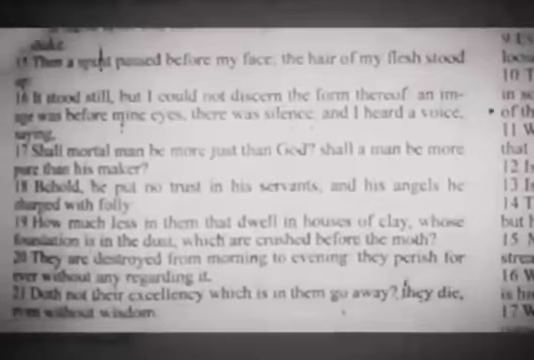 shake
15 Then a spirit passed before my face; the hair of my flesh stood
up:
16 It stood still, but I could not discern the form thereof: an im-
age was before mine eyes, there was silence, and I heard a voice,
saying,
17 Shall mortal man be more just than God? shall a man be more
pure than his maker?
18 Behold, he put no trust in his servants; and his angels he
charged with folly:
19 How much less in them that dwell in houses of clay, whose
foundation is in the dust, which are crushed before the moth?
20 They are destroyed from morning to evening: they perish for
ever without any regarding it.
21 Doth not their excellency which is in them go away? they die,
even without wisdom.
10 T
of th
11 W
that
12 Is
13 Is
14 T
but h
15
strea
16 W
is hi
17 W